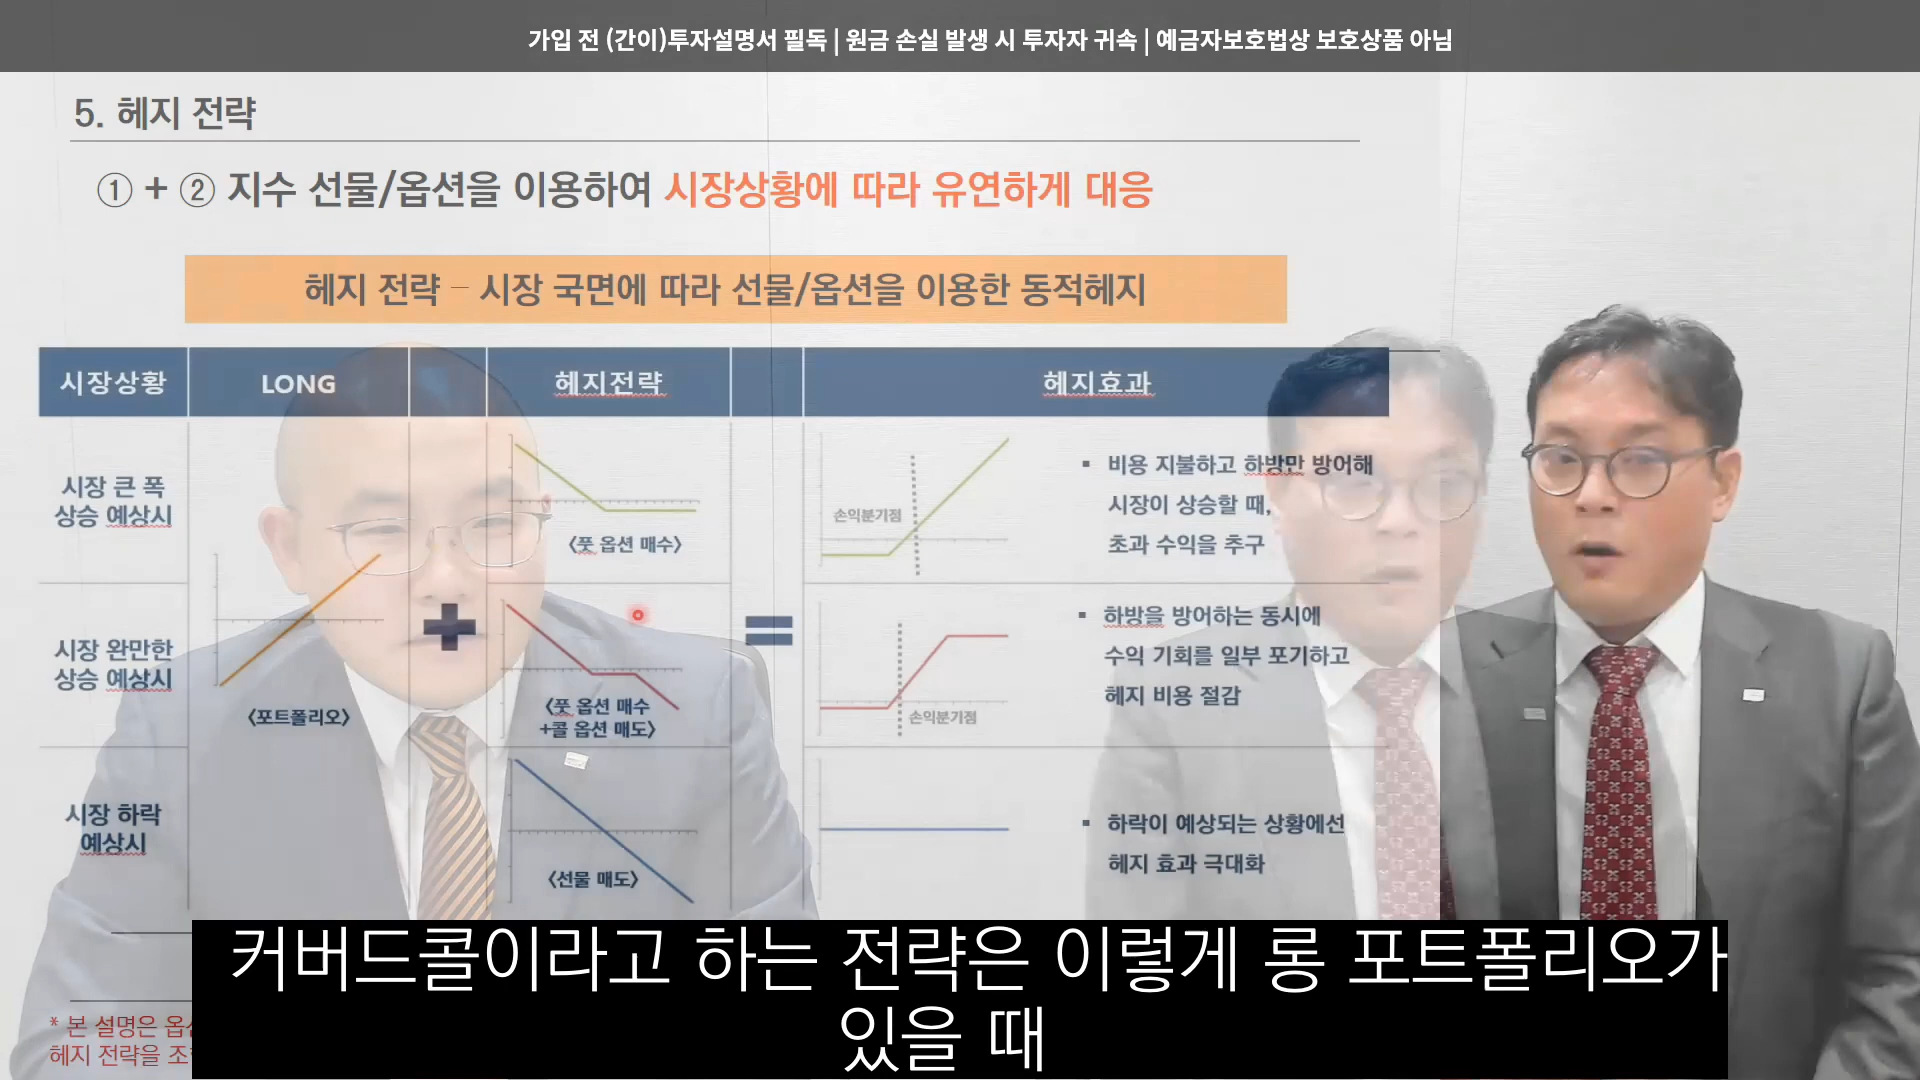 가입 전 (간이)투자설명서 필독 | 원금 손실 발생 시 투자자 귀속 | 예금자보호법상 보호상품 아님
5. 헤지 전략
① + ② 지수 선물/옵션을 이용하여 시장상황에 따라 유연하게 대응
헤지 전략 – 시장 국면에 따라 선물/옵션을 이용한 동적헤지
시장상황 LONG 헤지전략 헤지효과
시장 큰 폭
상승 예상시
<풋 옵션 매수>
손익분기점
▪ 비용 지불하고 하방만 방어해
시장이 상승할 때,
초과 수익을 추구
시장 완만한
상승 예상시
<포트폴리오>
<풋 옵션 매수
+콜 옵션 매도>
손익분기점
▪ 하방을 방어하는 동시에
수익 기회를 일부 포기하고
헤지 비용 절감
시장 하락
예상시
<선물 매도>
▪ 하락이 예상되는 상황에선
헤지 효과 극대화
* 본 설명은
헤지 전략을
커버드콜이라고 하는 전략은 이렇게 롱 포트폴리오가
있을 때